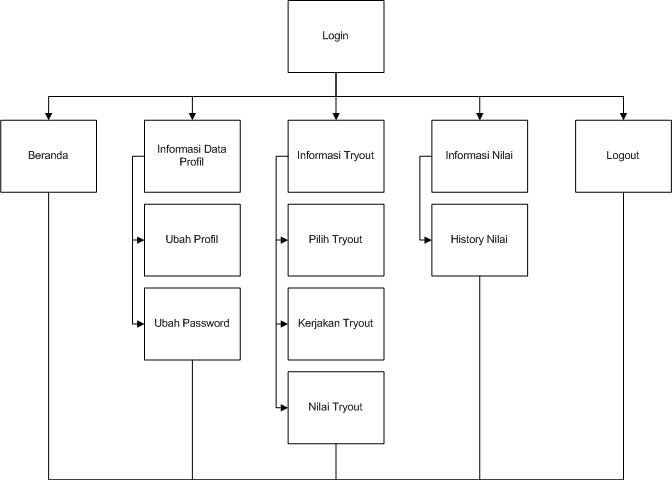 Login
Beranda
Informasi Data
Profil
Informasi Tryout
Informasi Nilai
Logout
Ubah Profil
Pilih Tryout
History Nilai
Ubah Password
Kerjakan Tryout
Nilai Tryout